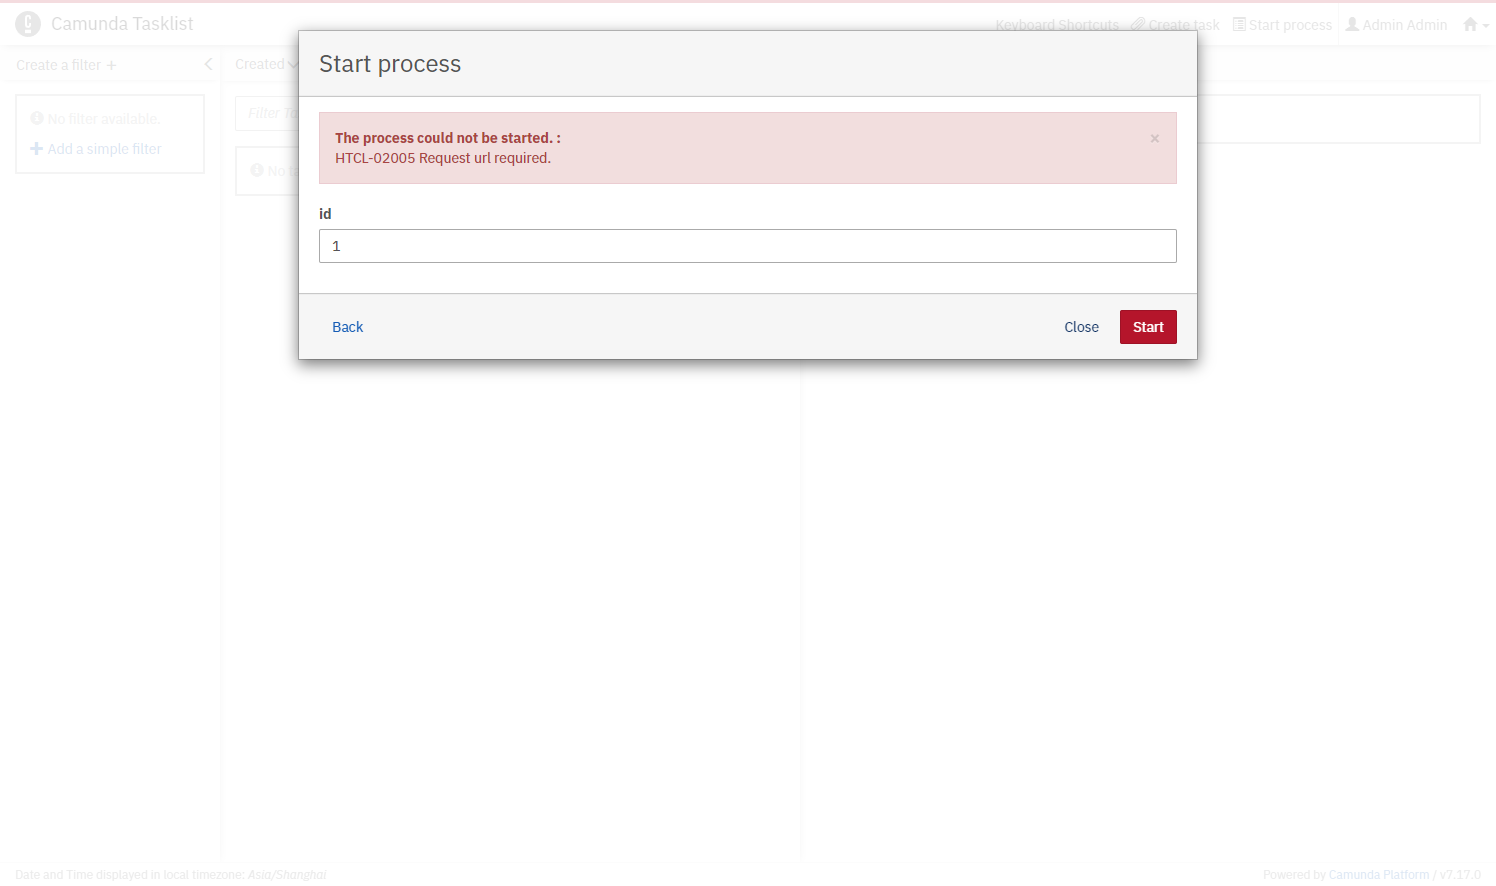 Camunda Tasklist
Keyboard Shortcuts Create task Start process Admin Admin
Create a filter +
Created
No filter available.
Add a simple filter
Filter Ta
No ta
Start process
The process could not be started. :
×
HTCL-02005 Request url required.
id
1
Back
Close
Start
Date and Time displayed in local timezone: Asia/Shanghai
Powered by Camunda Platform / v7.17.0